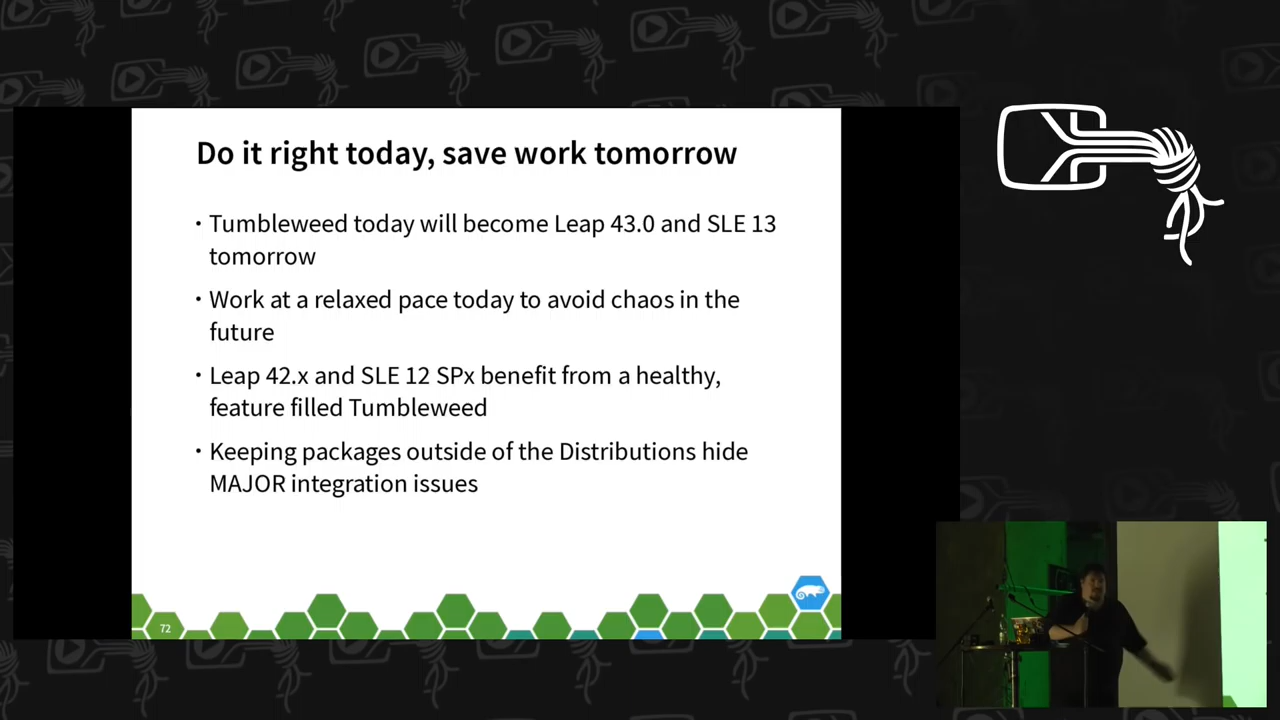 Do it right today, save work tomorrow
• Tumbleweed today will become Leap 43.0 and SLE 13
tomorrow
• Work at a relaxed pace today to avoid chaos in the
future
• Leap 42.x and SLE 12 SPx benefit from a healthy,
feature filled Tumbleweed
• Keeping packages outside of the Distributions hide
MAJOR integration issues
72